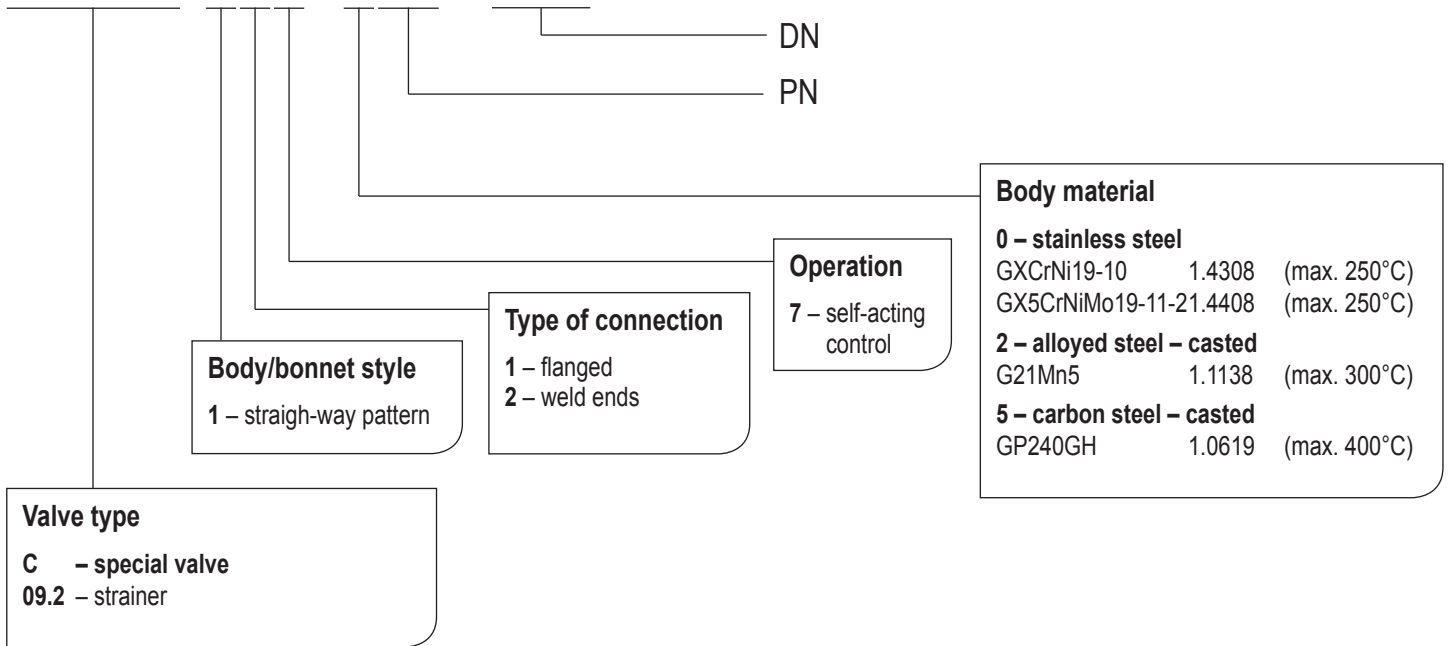 DN
PN
Body material
0 – stainless steel
GXCrNi19-10 1.4308 (max. 250°C)
GX5CrNiMo19-11-21.4408 (max. 250°C)
2 – alloyed steel – casted
G21Mn5 1.1138 (max. 300°C)
5 – carbon steel – casted
GP240GH 1.0619 (max. 400°C)
Operation
7 – self-acting
control
Type of connection
1 – flanged
2 – weld ends
Body/bonnet style
1 – straigh-way pattern
Valve type
C – special valve
09.2 – strainer